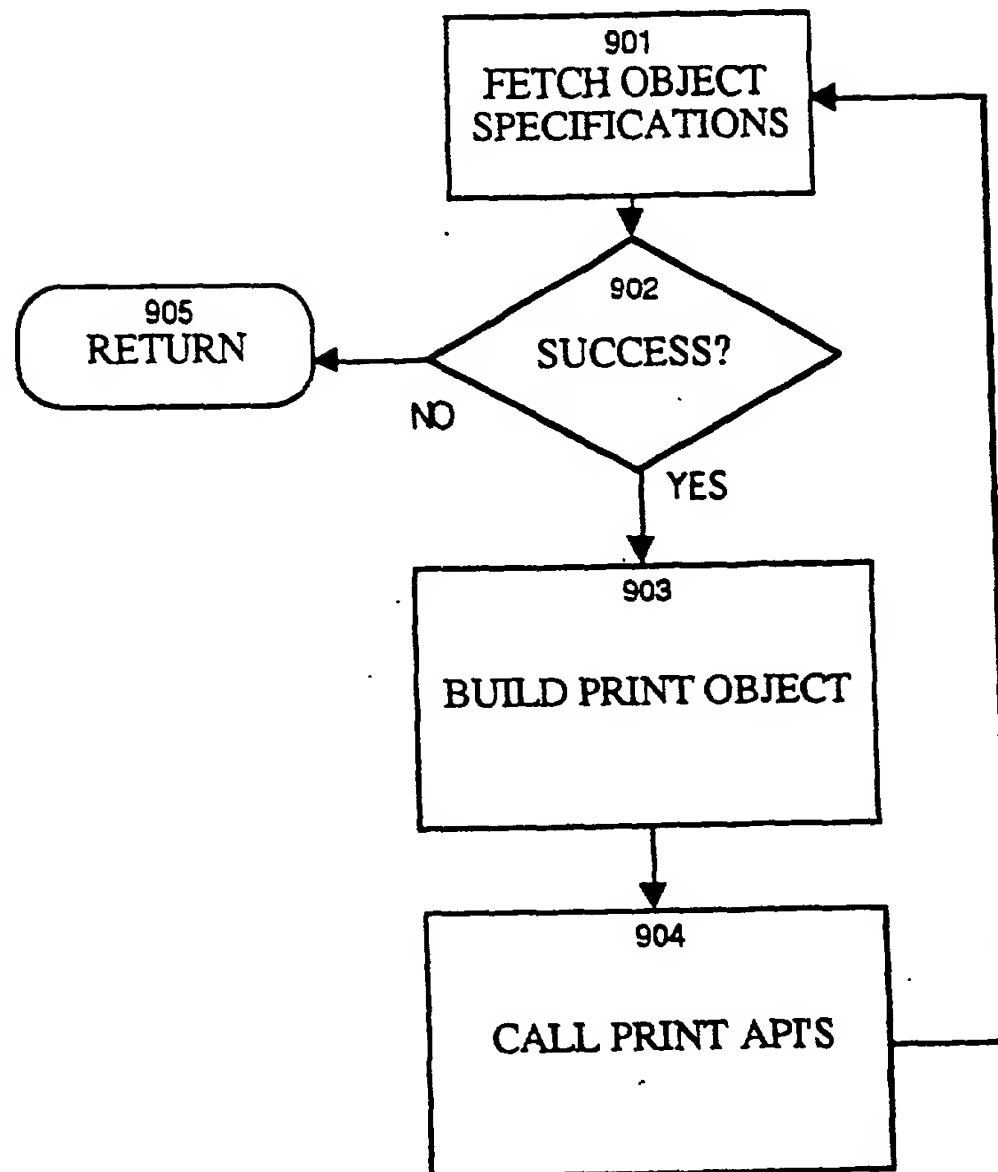 901
FETCH OBJECT
SPECIFICATIONS
902
SUCCESS?
905
RETURN
NO
YES
903
BUILD PRINT OBJECT
904
CALL PRINT API'S